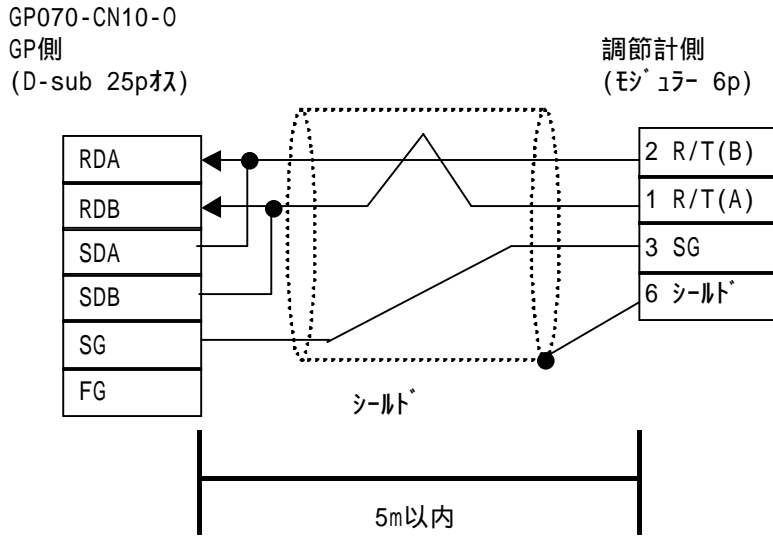 GP070-CN10-0
GP側
(D-sub 25pｵｽ)
調節計側
(ﾓｼﾞｭﾗｰ 6p)
RDA
RDB
SDA
SDB
SG
FG
2 R/T(B)
1 R/T(A)
3 SG
6 ｼｰﾙﾄﾞ
ｼｰﾙﾄﾞ
5m以内